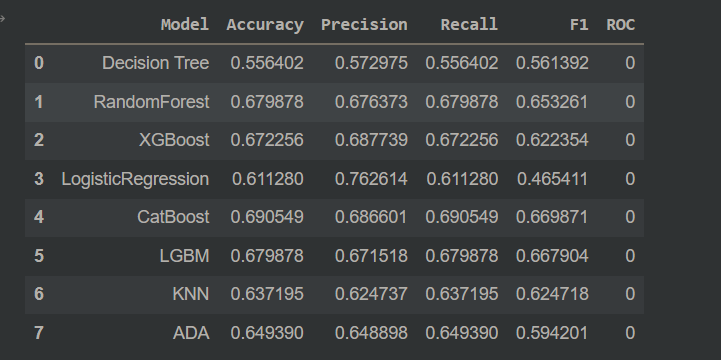 Model Accuracy Precision Recall F1 ROC
0 Decision Tree 0.556402 0.572975 0.556402 0.561392 0
1 RandomForest 0.679878 0.676373 0.679878 0.653261 0
2 XGBoost 0.672256 0.687739 0.672256 0.622354 0
3 LogisticRegression 0.611280 0.762614 0.611280 0.465411 0
4 CatBoost 0.690549 0.686601 0.690549 0.669871 0
5 LGBM 0.679878 0.671518 0.679878 0.667904 0
6 KNN 0.637195 0.624737 0.637195 0.624718 0
7 ADA 0.649390 0.648898 0.649390 0.594201 0